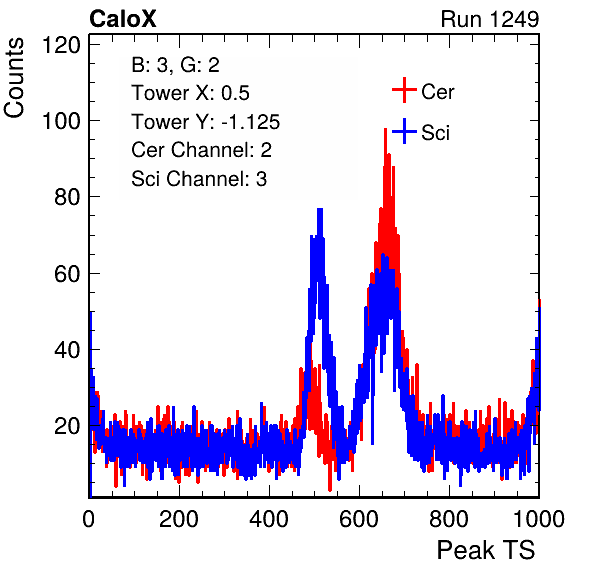 CaloX Run 1249
Counts
120
100
80
60
40
20
B: 3, G: 2
Tower X: 0.5
Tower Y: -1.125
Cer Channel: 2
Sci Channel: 3
Cer
Sci
0 200 400 600 800 1000
Peak TS